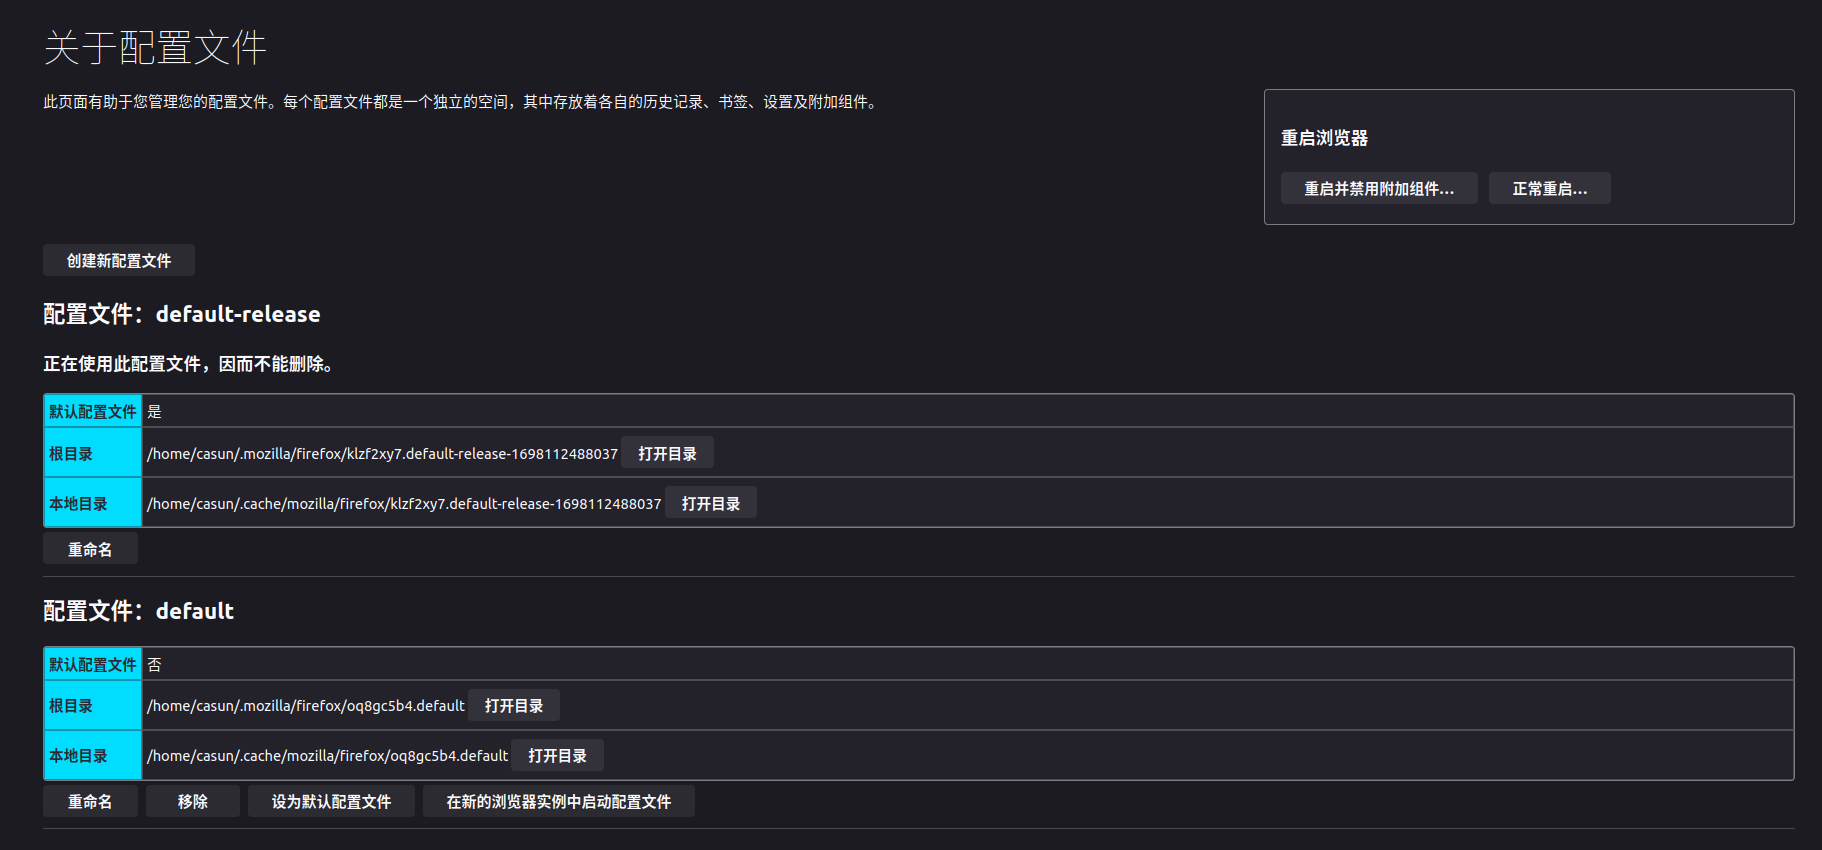 关于配置文件
此页面有助于您管理您的配置文件。每个配置文件都是一个独立的空间，其中存放着各自的历史记录、书签、设置及附加组件。
重启浏览器
重启并禁用附加组件… 正常重启…
创建新配置文件
配置文件：default-release
正在使用此配置文件，因而不能删除。
默认配置文件 是
根目录 /home/casun/.mozilla/firefox/klzf2xy7.default-release-1698112488037 打开目录
本地目录 /home/casun/.cache/mozilla/firefox/klzf2xy7.default-release-1698112488037 打开目录
重命名
配置文件：default
默认配置文件 否
根目录 /home/casun/.mozilla/firefox/oq8gc5b4.default 打开目录
本地目录 /home/casun/.cache/mozilla/firefox/oq8gc5b4.default 打开目录
重命名 移除 设为默认配置文件 在新的浏览器实例中启动配置文件